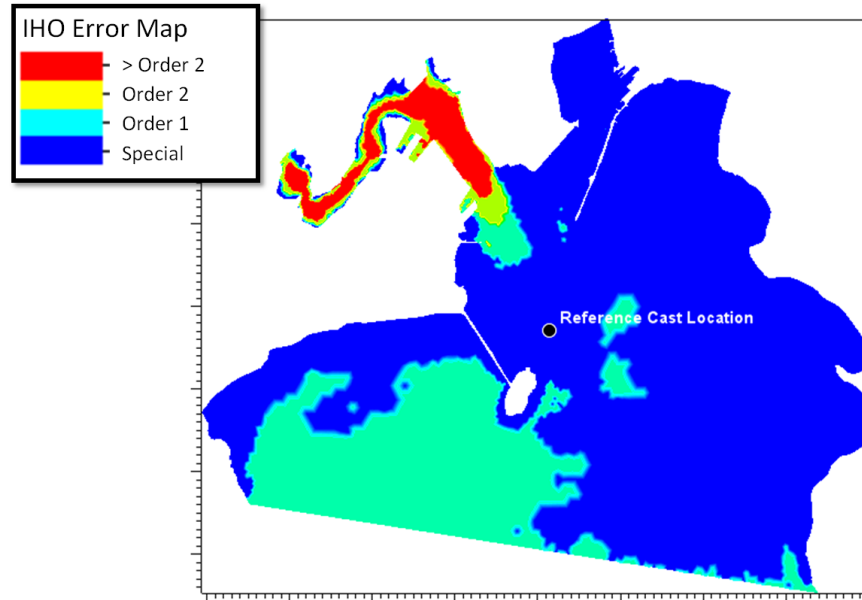 IHO Error Map
> Order 2
Order 2
Order 1
Special
Reference Cast Location